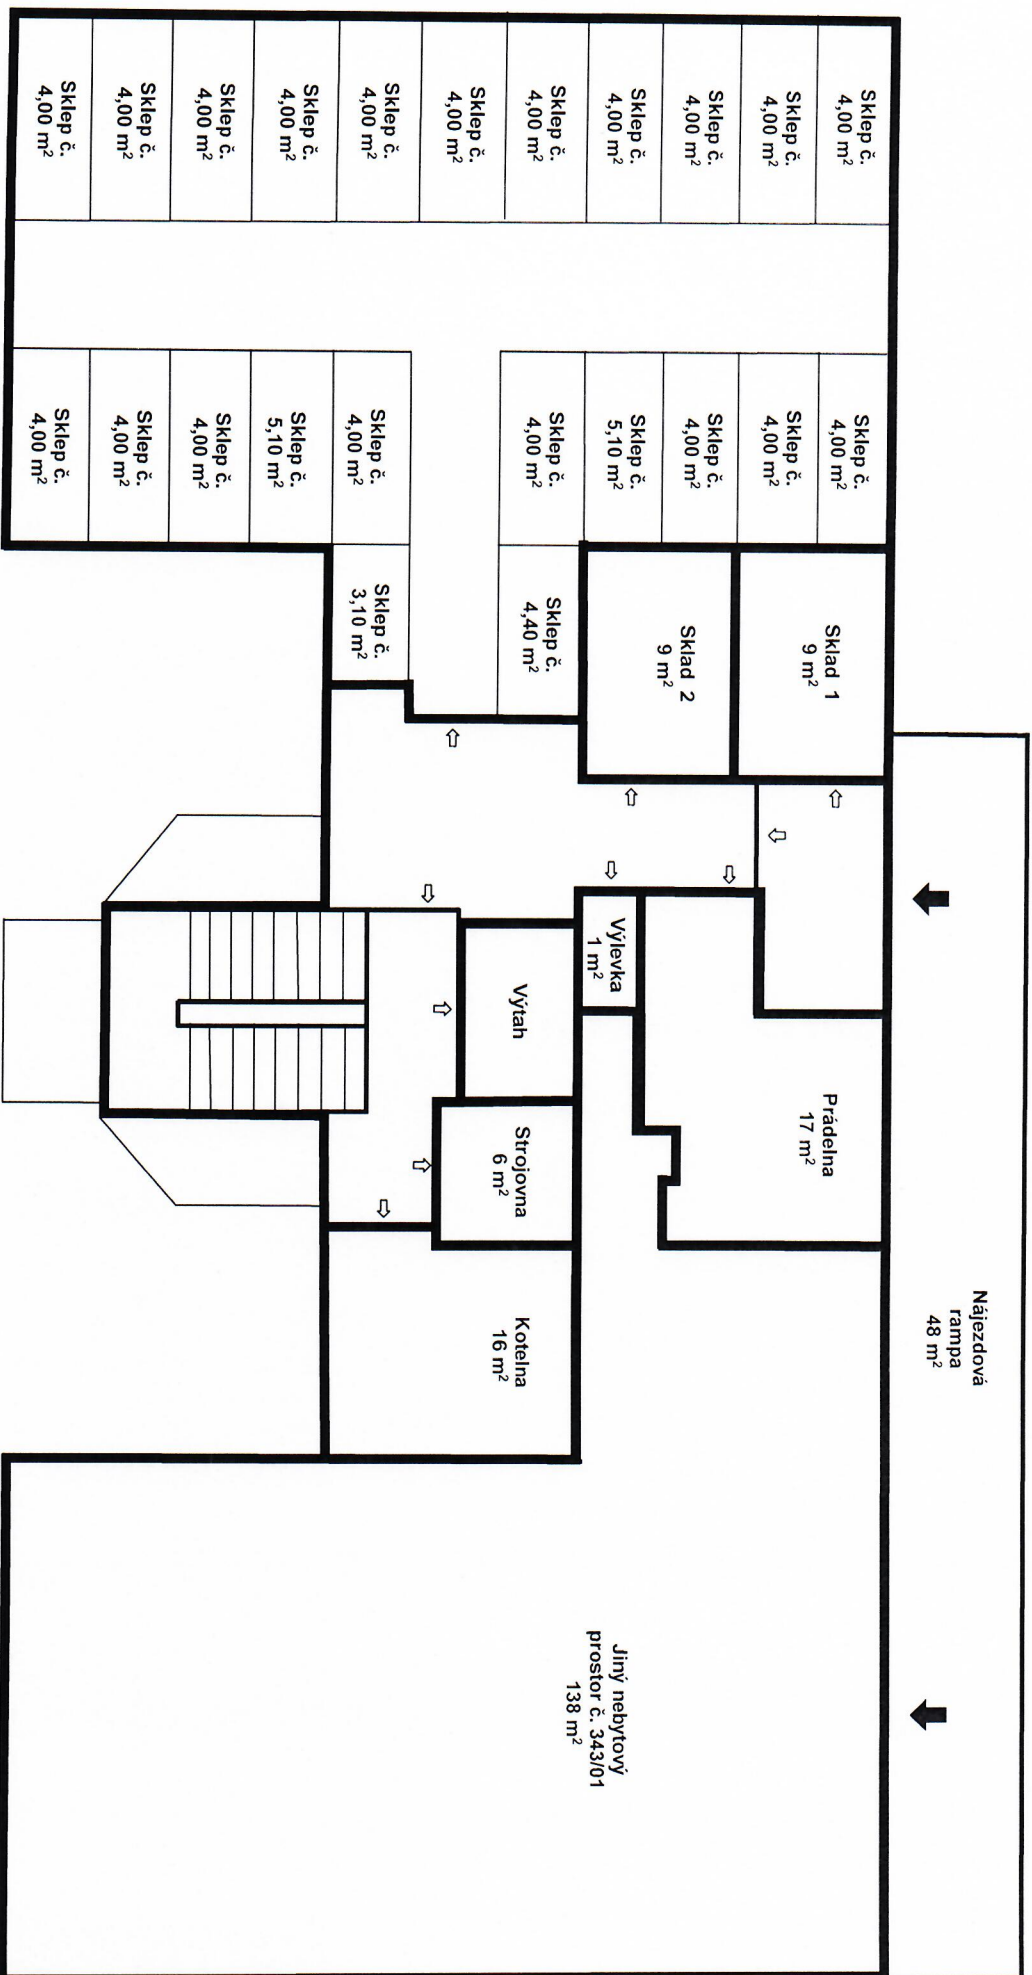 Nájezdová
rampa
48 m²
Sklep č.
4,00 m²
Sklep č.
4,00 m²
Sklep č.
4,00 m²
Sklep č.
4,00 m²
Sklep č.
4,00 m²
Sklep č.
4,00 m²
Sklep č.
4,00 m²
Sklep č.
4,00 m²
Sklep č.
4,00 m²
Sklep č.
4,00 m²
Sklep č.
4,00 m²
Sklep č.
4,00 m²
Sklep č.
4,00 m²
Sklep č.
4,00 m²
Sklep č.
5,10 m²
Sklep č.
4,00 m²
Sklep č.
4,00 m²
Sklep č.
5,10 m²
Sklep č.
4,00 m²
Sklep č.
4,00 m²
Sklep č.
4,00 m²
Sklad 1
9 m²
Sklad 2
9 m²
Sklep č.
4,40 m²
Sklep č.
3,10 m²
Prádelna
17 m²
Výlevka
1 m²
Výtah
Strojovna
6 m²
Kotelna
16 m²
Jiný nebytový
prostor č. 343/01
138 m²